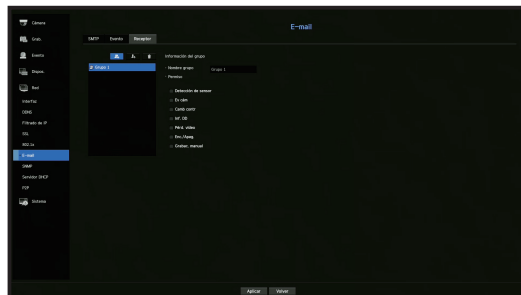 E-mail
Cámara
Grab.
Evento
Dispos.
Red
Interfaz
DDNS
Filtrado de IP
SSL
802.1x
E-mail
SNMP
Servidor DHCP
P2P
Sistema
SMTP Evento Receptor
Grupo 1
Información del grupo
· Nombre grupo Grupo 1
· Permiso
Detección de sensor
Ev cám
Camb contr
Inf. DD
Pérd. vídeo
Enc./Apag.
Grabac. manual
Aplicar Volver